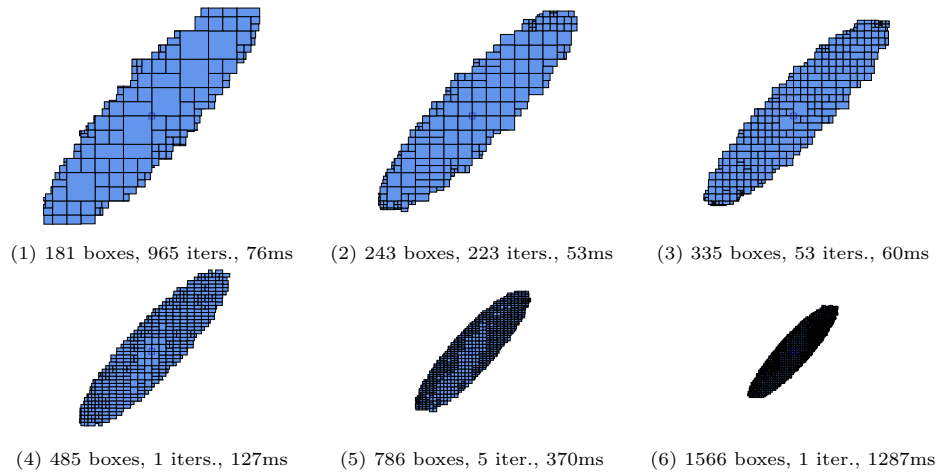 (1) 181 boxes, 965 iters., 76ms
(2) 243 boxes, 223 iters., 53ms
(3) 335 boxes, 53 iters., 60ms
(4) 485 boxes, 1 iters., 127ms
(5) 786 boxes, 5 iter., 370ms
(6) 1566 boxes, 1 iter., 1287ms